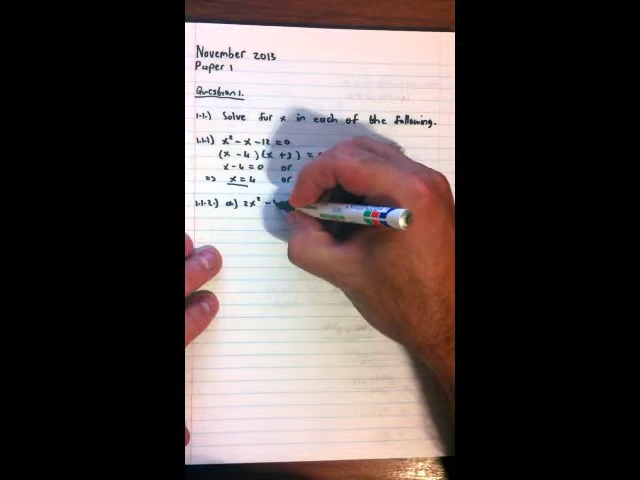 November 2013
Paper 1
Question 1.
1.1.) Solve for x in each of the following.
1.1.1) x² - x - 12 = 0
(x - 4)(x + 3) =
x - 4 = 0 or
=> x = 4 or
1.1.2.) a) 2x² -